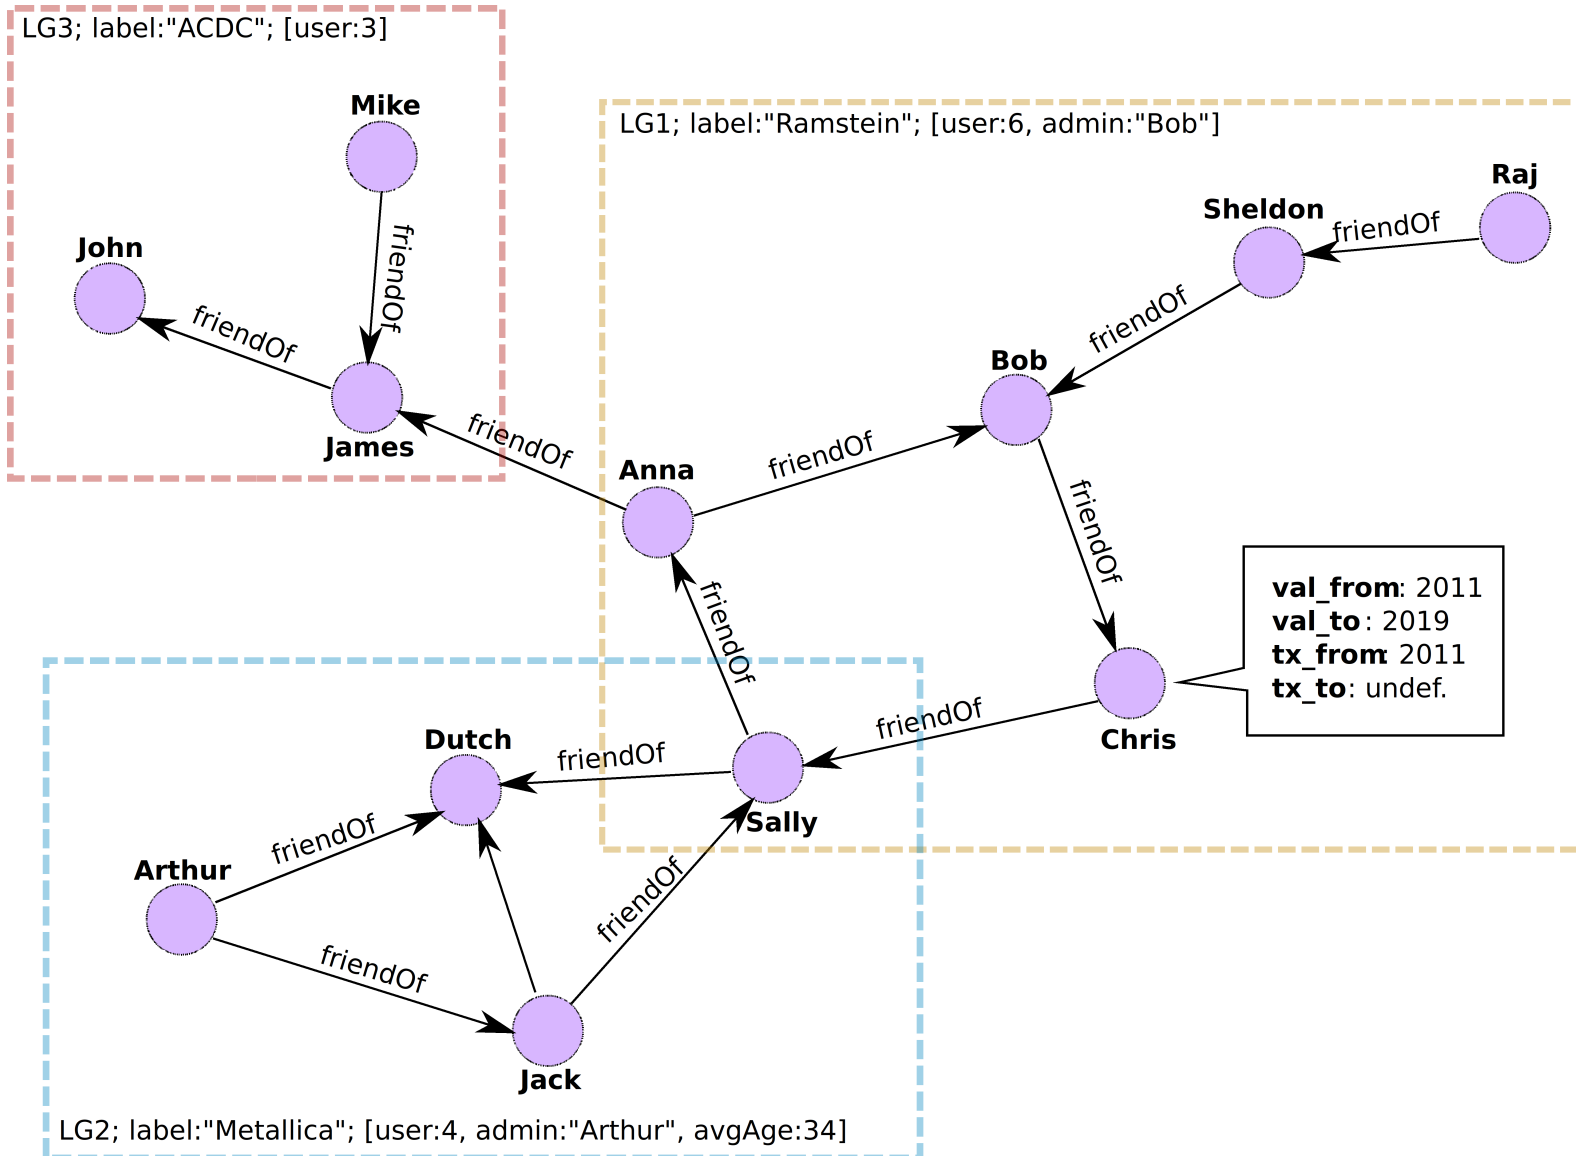 LG3; label:"ACDC"; [user:3]
Mike
friendOf
John
friendOf
James
friendOf
LG1; label:"Ramstein"; [user:6, admin:"Bob"]
Raj
Sheldon
friendOf
friendOf
Bob
friendOf
Anna
friendOf
friendOf
val_from: 2011
val_to: 2019
tx_from: 2011
tx_to: undef.
Chris
friendOf
Sally
friendOf
Dutch
friendOf
Arthur
friendOf
friendOf
Jack
LG2; label:"Metallica"; [user:4, admin:"Arthur", avgAge:34]